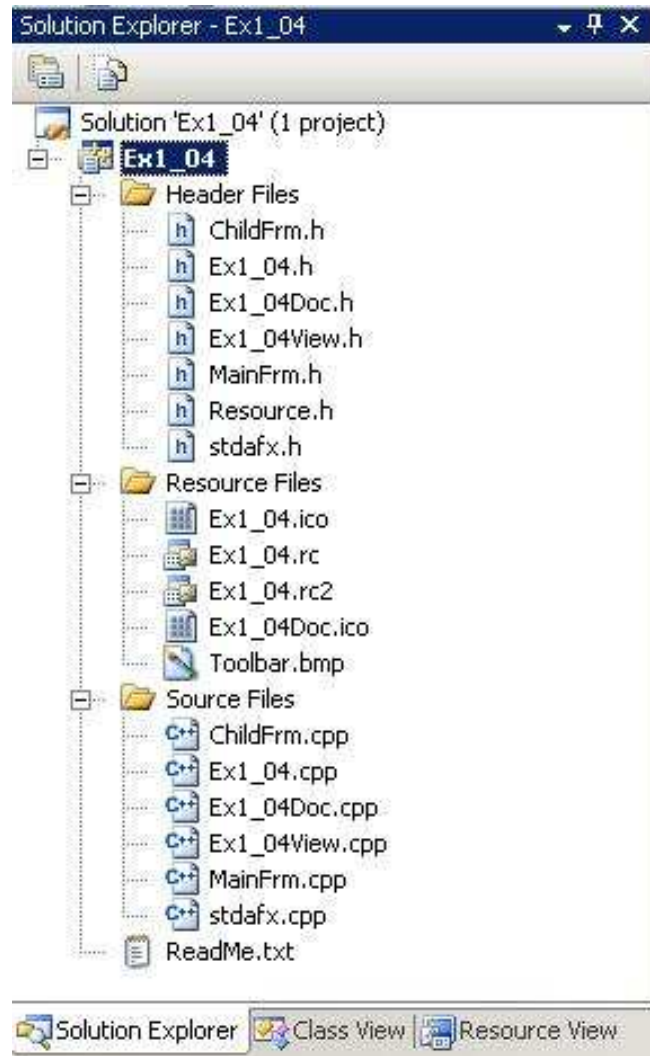 Solution Explorer - Ex1_04
Solution 'Ex1_04' (1 project)
Ex1_04
Header Files
ChildFrm.h
Ex1_04.h
Ex1_04Doc.h
Ex1_04View.h
MainFrm.h
Resource.h
stdafx.h
Resource Files
Ex1_04.ico
Ex1_04.rc
Ex1_04.rc2
Ex1_04Doc.ico
Toolbar.bmp
Source Files
ChildFrm.cpp
Ex1_04.cpp
Ex1_04Doc.cpp
Ex1_04View.cpp
MainFrm.cpp
stdafx.cpp
ReadMe.txt
Solution Explorer Class View Resource View